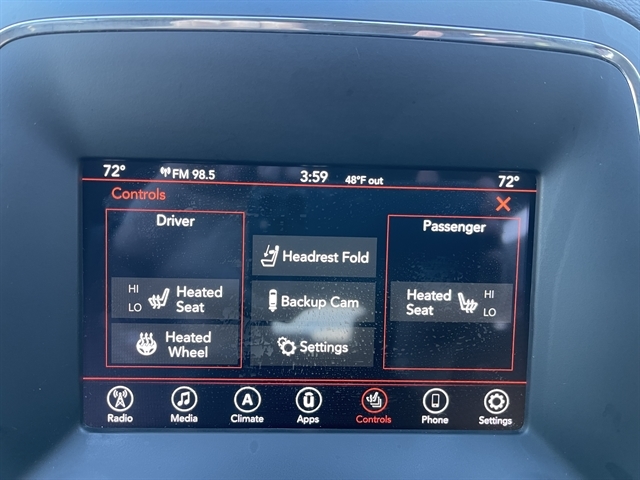 72°
FM 98.5
3:59
48°F out
72°
Controls
Driver
HI
LO
Heated
Seat
Heated
Wheel
Headrest Fold
Backup Cam
Settings
Passenger
Heated
Seat
HI
LO
Radio
Media
A
Climate
Ü
Apps
Controls
Phone
Settings